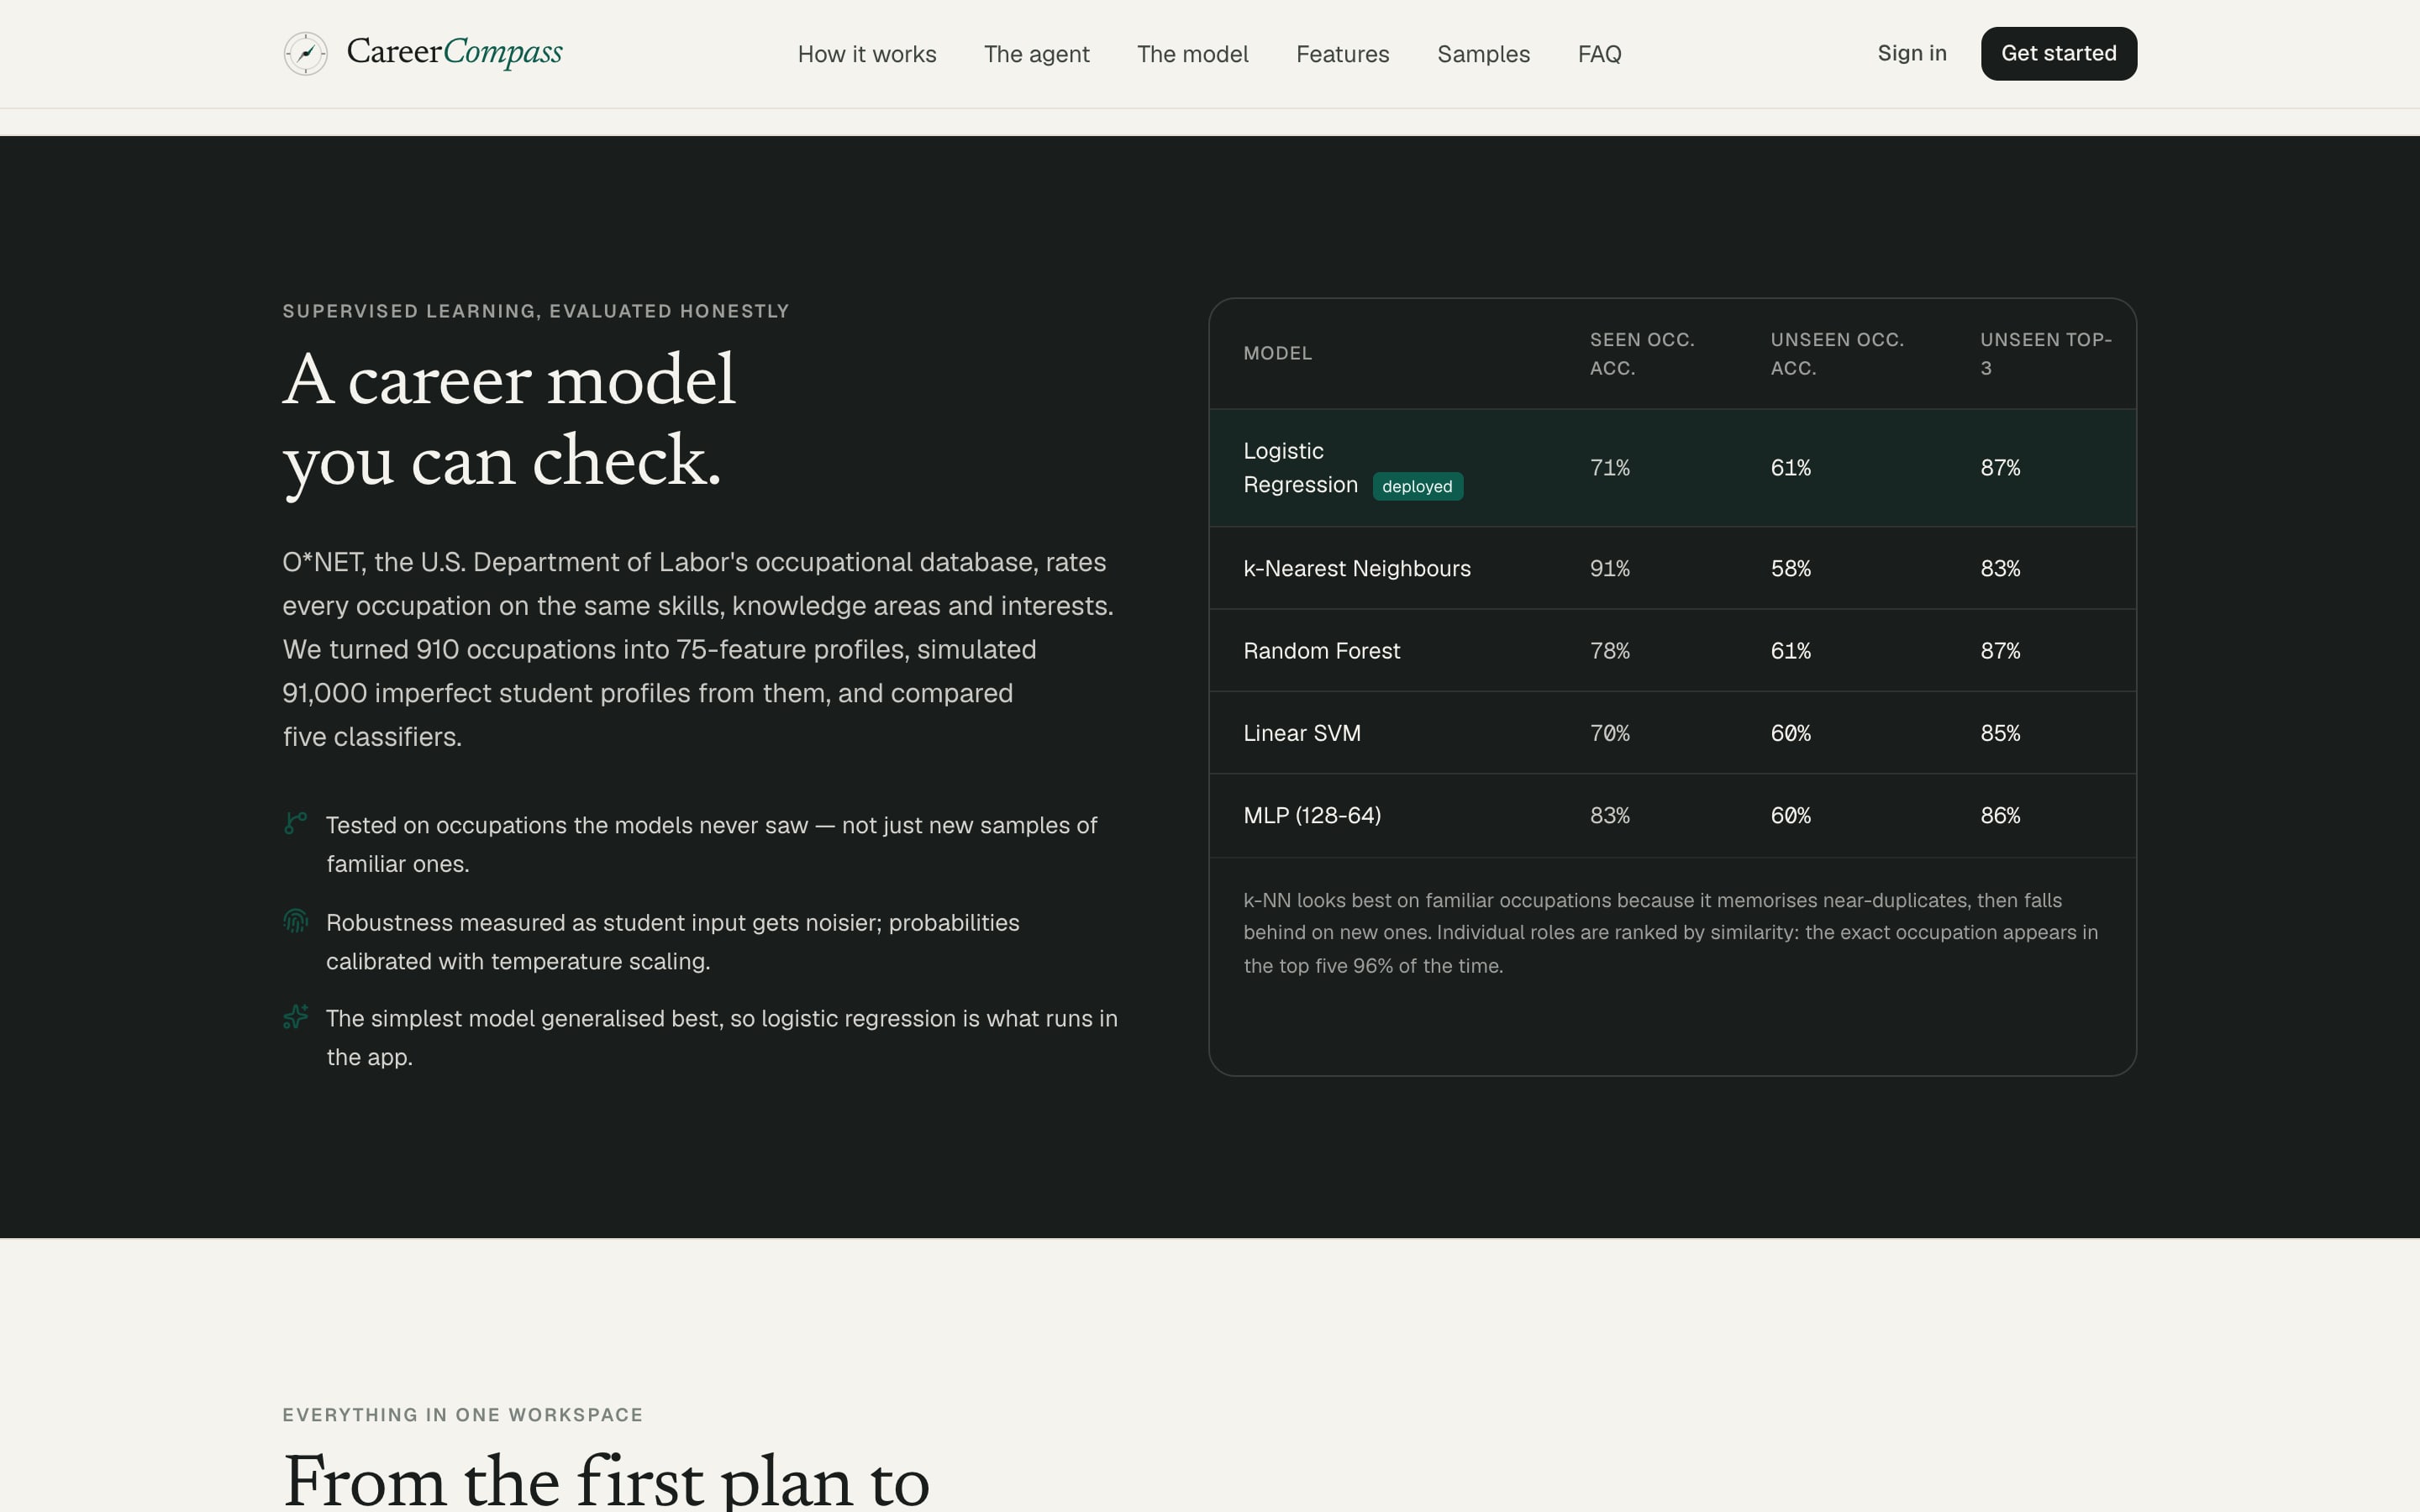 CareerCompass
How it works
The agent
The model
Features
Samples
FAQ
Sign in
Get started
SUPERVISED LEARNING, EVALUATED HONESTLY
A career model
you can check.
O*NET, the U.S. Department of Labor's occupational database, rates
every occupation on the same skills, knowledge areas and interests.
We turned 910 occupations into 75-feature profiles, simulated
91,000 imperfect student profiles from them, and compared
five classifiers.
Tested on occupations the models never saw — not just new samples of
familiar ones.
Robustness measured as student input gets noisier; probabilities
calibrated with temperature scaling.
The simplest model generalised best, so logistic regression is what runs in
the app.
MODEL
SEEN OCC.
ACC.
UNSEEN OCC.
ACC.
UNSEEN TOP-
3
Logistic
Regression deployed
71%
61%
87%
k-Nearest Neighbours
91%
58%
83%
Random Forest
78%
61%
87%
Linear SVM
70%
60%
85%
MLP (128-64)
83%
60%
86%
k-NN looks best on familiar occupations because it memorises near-duplicates, then falls
behind on new ones. Individual roles are ranked by similarity: the exact occupation appears in
the top five 96% of the time.
EVERYTHING IN ONE WORKSPACE
From the first plan to